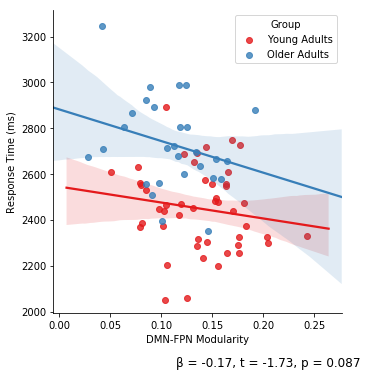 Group
Young Adults
Older Adults
3200
3000
2800
2600
2400
2200
2000
Response Time (ms)
0.00 0.05 0.10 0.15 0.20 0.25
DMN-FPN Modularity
β = -0.17, t = -1.73, p = 0.087